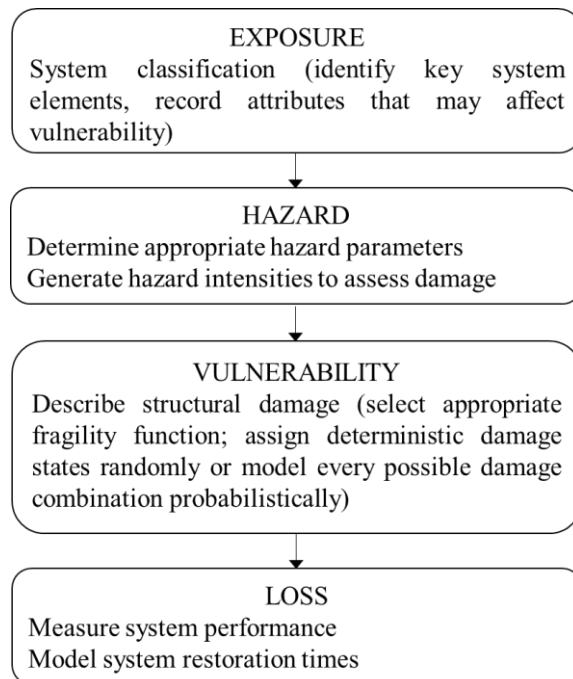 EXPOSURE
System classification (identify key system
elements, record attributes that may affect
vulnerability)
HAZARD
Determine appropriate hazard parameters
Generate hazard intensities to assess damage
VULNERABILITY
Describe structural damage (select appropriate
fragility function; assign deterministic damage
states randomly or model every possible damage
combination probabilistically)
LOSS
Measure system performance
Model system restoration times